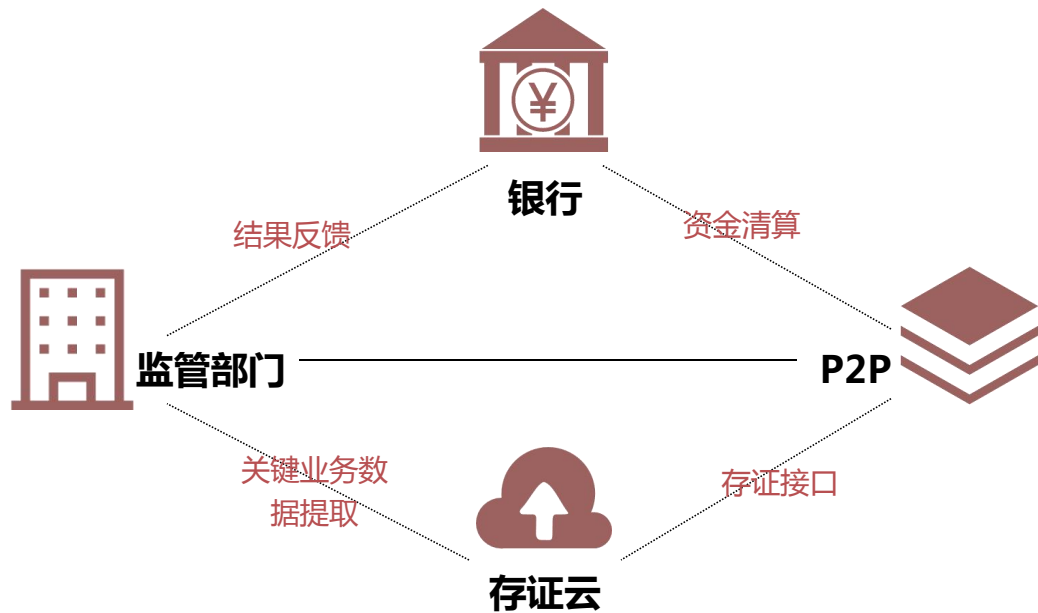 ¥
银行
结果反馈
资金清算
监管部门
P2P
关键业务数
据提取
存证接口
存证云